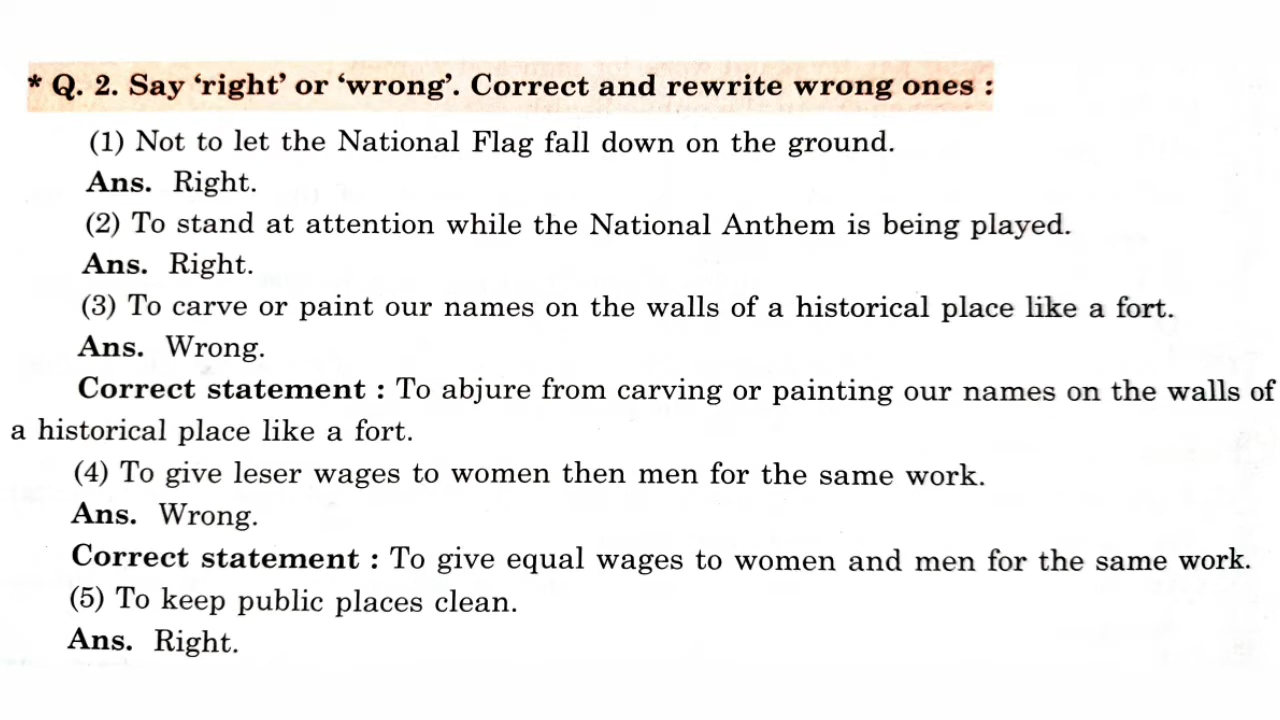 * Q. 2. Say ‘right’ or ‘wrong’. Correct and rewrite wrong ones :
(1) Not to let the National Flag fall down on the ground.
Ans. Right.
(2) To stand at attention while the National Anthem is being played.
Ans. Right.
(3) To carve or paint our names on the walls of a historical place like a fort.
Ans. Wrong.
Correct statement : To abjure from carving or painting our names on the walls of
a historical place like a fort.
(4) To give leser wages to women then men for the same work.
Ans. Wrong.
Correct statement : To give equal wages to women and men for the same work.
(5) To keep public places clean.
Ans. Right.